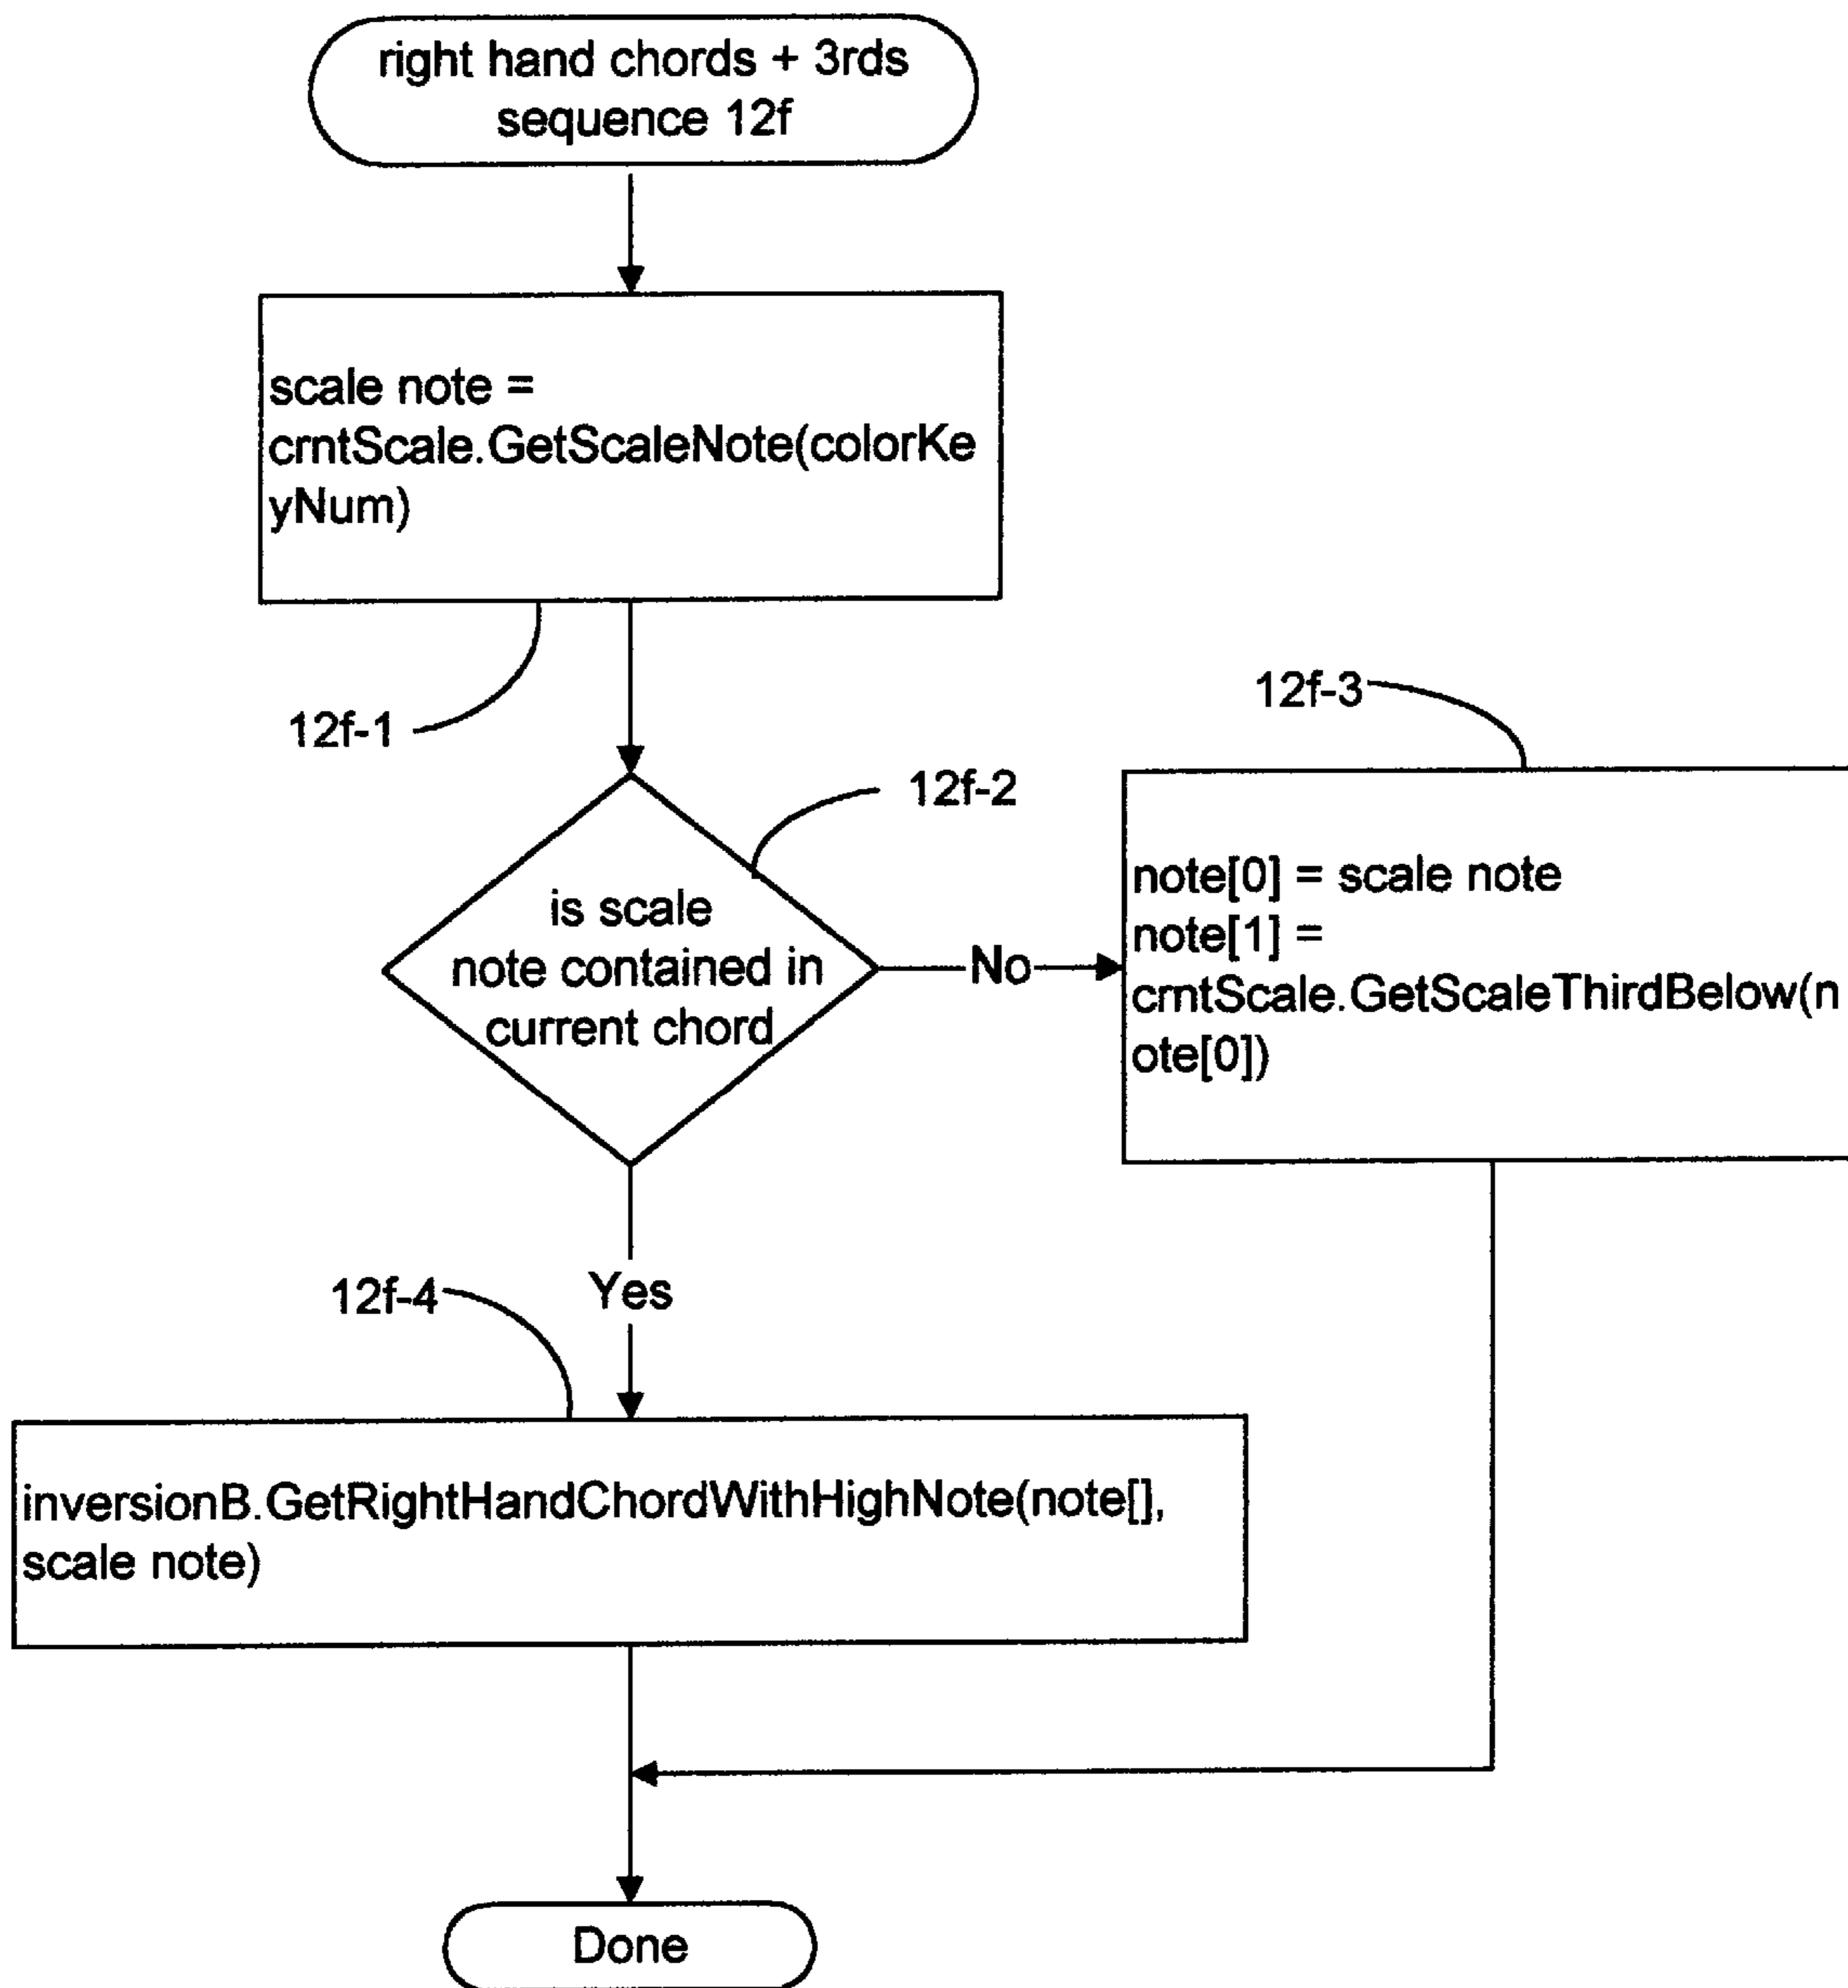 right hand chords + 3rds
sequence 12f
scale note =
crntScale.GetScaleNote(colorKe
yNum)
12f-1
12f-2
12f-3
is scale
note contained in
current chord
No
note[0] = scale note
note[1] =
crntScale.GetScaleThirdBelow(n
ote[0])
Yes
12f-4
inversionB.GetRightHandChordWithHighNote(note[],
scale note)
Done